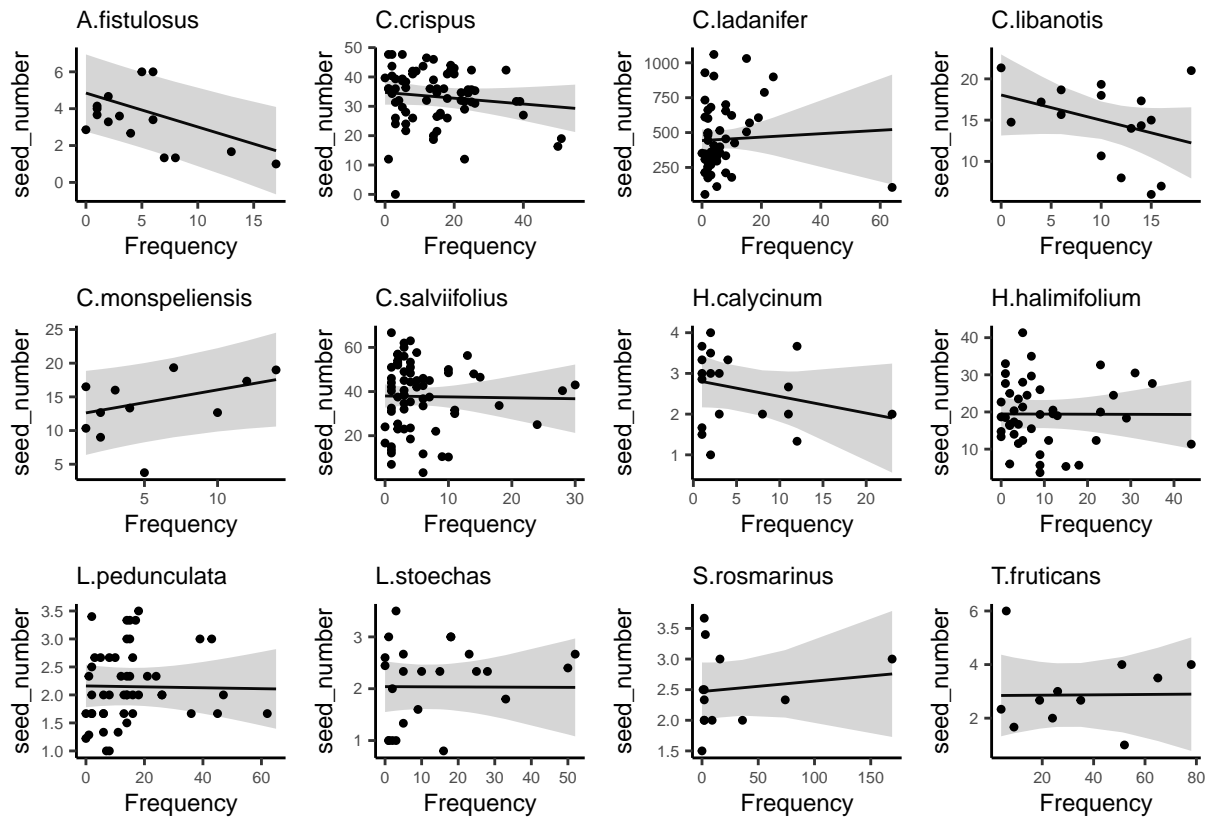 A.fistulosus
C.crispus
C.ladanifer
C.libanotis
seed_number
0
2
4
6
0
5
10
15
Frequency
seed_number
0
10
20
30
40
50
0
20
40
Frequency
seed_number
250
500
750
1000
0
20
40
60
Frequency
seed_number
10
15
20
0
5
10
15
Frequency
C.monspeliensis
C.salviifolius
H.calycinum
H.halimifolium
seed_number
5
10
15
20
25
5
10
Frequency
seed_number
20
40
60
0
10
20
30
Frequency
seed_number
1
2
3
4
0
5
10
15
20
Frequency
seed_number
10
20
30
40
0
10
20
30
40
Frequency
L.pedunculata
L.stoechas
S.rosmarinus
T.fruticans
seed_number
1.0
1.5
2.0
2.5
3.0
3.5
0
20
40
60
Frequency
seed_number
1
2
3
0
10
20
30
40
50
Frequency
seed_number
1.5
2.0
2.5
3.0
3.5
0
50
100
150
Frequency
seed_number
2
4
6
20
40
60
80
Frequency